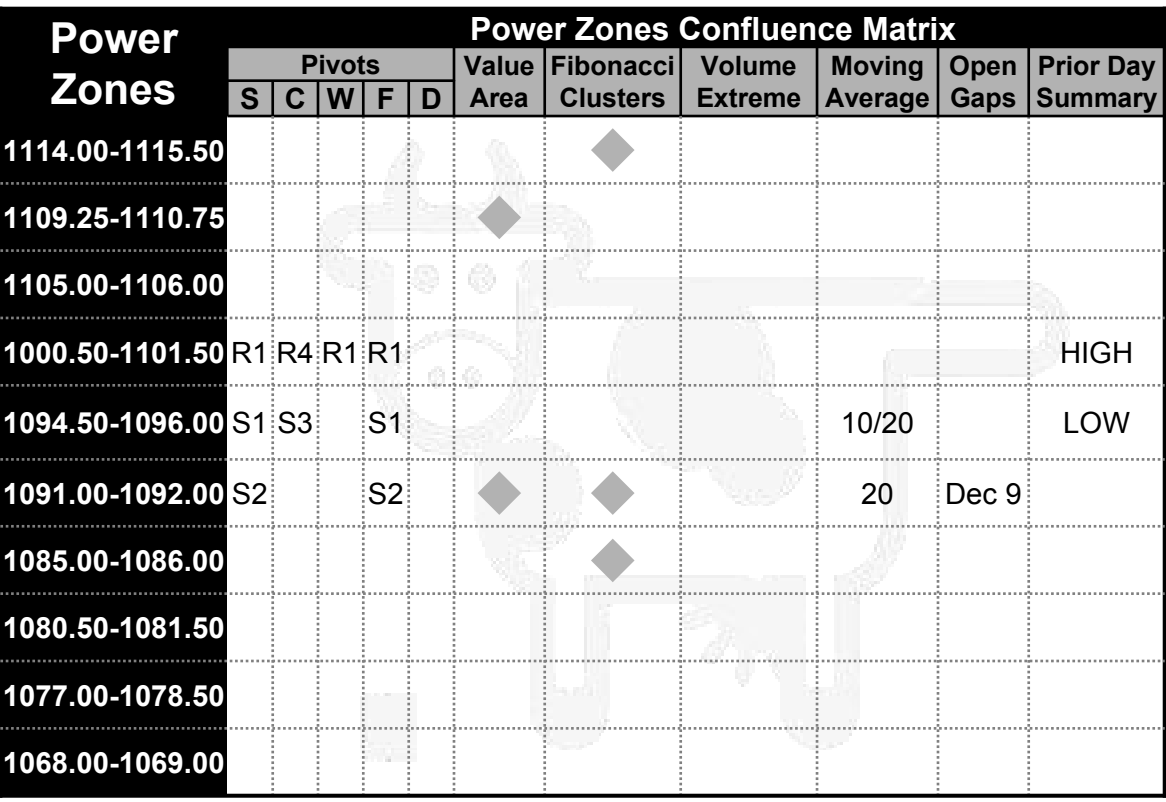 Power Zones
Power Zones Confluence Matrix
Pivots
Value Area
Fibonacci Clusters
Volume Extreme
Moving Average
Open Gaps
Prior Day Summary
S C W F D
1114.00-1115.50
1109.25-1110.75
1105.00-1106.00
1000.50-1101.50 R1 R4 R1 R1 HIGH
1094.50-1096.00 S1 S3 S1 10/20 LOW
1091.00-1092.00 S2 S2 20 Dec 9
1085.00-1086.00
1080.50-1081.50
1077.00-1078.50
1068.00-1069.00